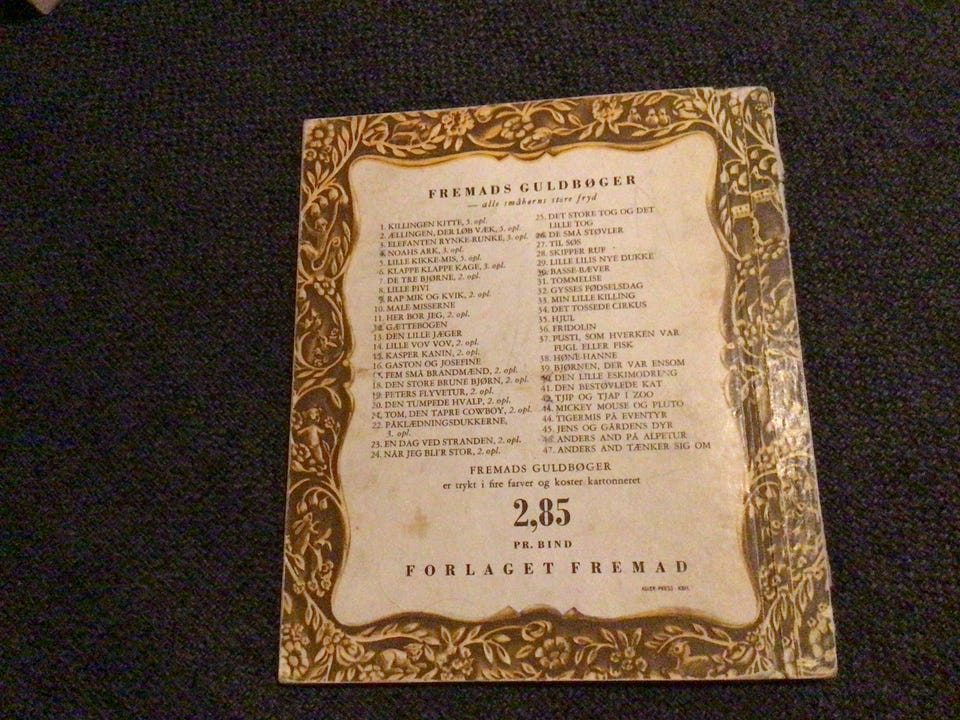 FREMADS GULDBØGER
— alle småbørns store fryd
1. KILLINGEN KITTE, 5. opl.
2. ÆLLINGEN, DER LØB VÆK, 5. opl.
3. ELEFANTEN RYNKE-RUNKE, 3. opl.
4. NOAHS ARK, 3. opl.
5. LILLE KIKKE-MIS, 5. opl.
6. KLAPPE KLAPPE KAGE, 3. opl.
7. DE TRE BJØRNE, 2. opl.
8. LILLE PIVI
9. RAP MIK OG KVIK, 2. opl.
10. MALE-MISSERNE
11. HER BOR JEG, 2. opl.
12. GÆTTEBOGEN
13. DEN LILLE JÆGER
14. LILLE VOV VOV, 2. opl.
15. KASPER KANIN, 2. opl.
16. GASTON OG JOSEFINE
17. FEM SMÅ BRANDMÆND, 2. opl.
18. DEN STORE BRUNE BJØRN, 2. opl.
19. PETERS FLYVETUR, 2. opl.
20. DEN TUMPEDE HVALP, 2. opl.
21. TOM, DEN TAPRE COWBOY, 2. opl.
22. PÅKLÆDNINGSDUKKERNE,
3. opl.
23. EN DAG VED STRANDEN, 2. opl.
24. NÅR JEG BLI'R STOR, 2. opl.
25. DET STORE TOG OG DET
LILLE TOG
26. DE SMÅ STØVLER
27. TIL SØS
28. SKIPPER RUF
29. LILLE LILIS NYE DUKKE
30. BASSE-BÆVER
31. TOMMELISE
32. GYSSES FØDSELSDAG
33. MIN LILLE KILLING
34. DET TOSSEDE CIRKUS
35. HJUL
36. FRIDOLIN
37. PUSTI, SOM HVERKEN VAR
FUGL ELLER FISK
38. HØNE-HANNE
39. BJØRNEN, DER VAR ENSOM
40. DEN LILLE ESKIMODRENG
41. DEN BESTØVLEDE KAT
42. TJIP OG TJAP I ZOO
43. MICKEY MOUSE OG PLUTO
44. TIGERMIS PÅ EVENTYR
45. JENS OG GÅRDENS DYR
46. ANDERS AND PÅ ALPETUR
47. ANDERS AND TÆNKER SIG OM
FREMADS GULDBØGER
er trykt i fire farver og koster kartonneret
2,85
PR. BIND
FORLAGET FREMAD
PRESS · KBH.